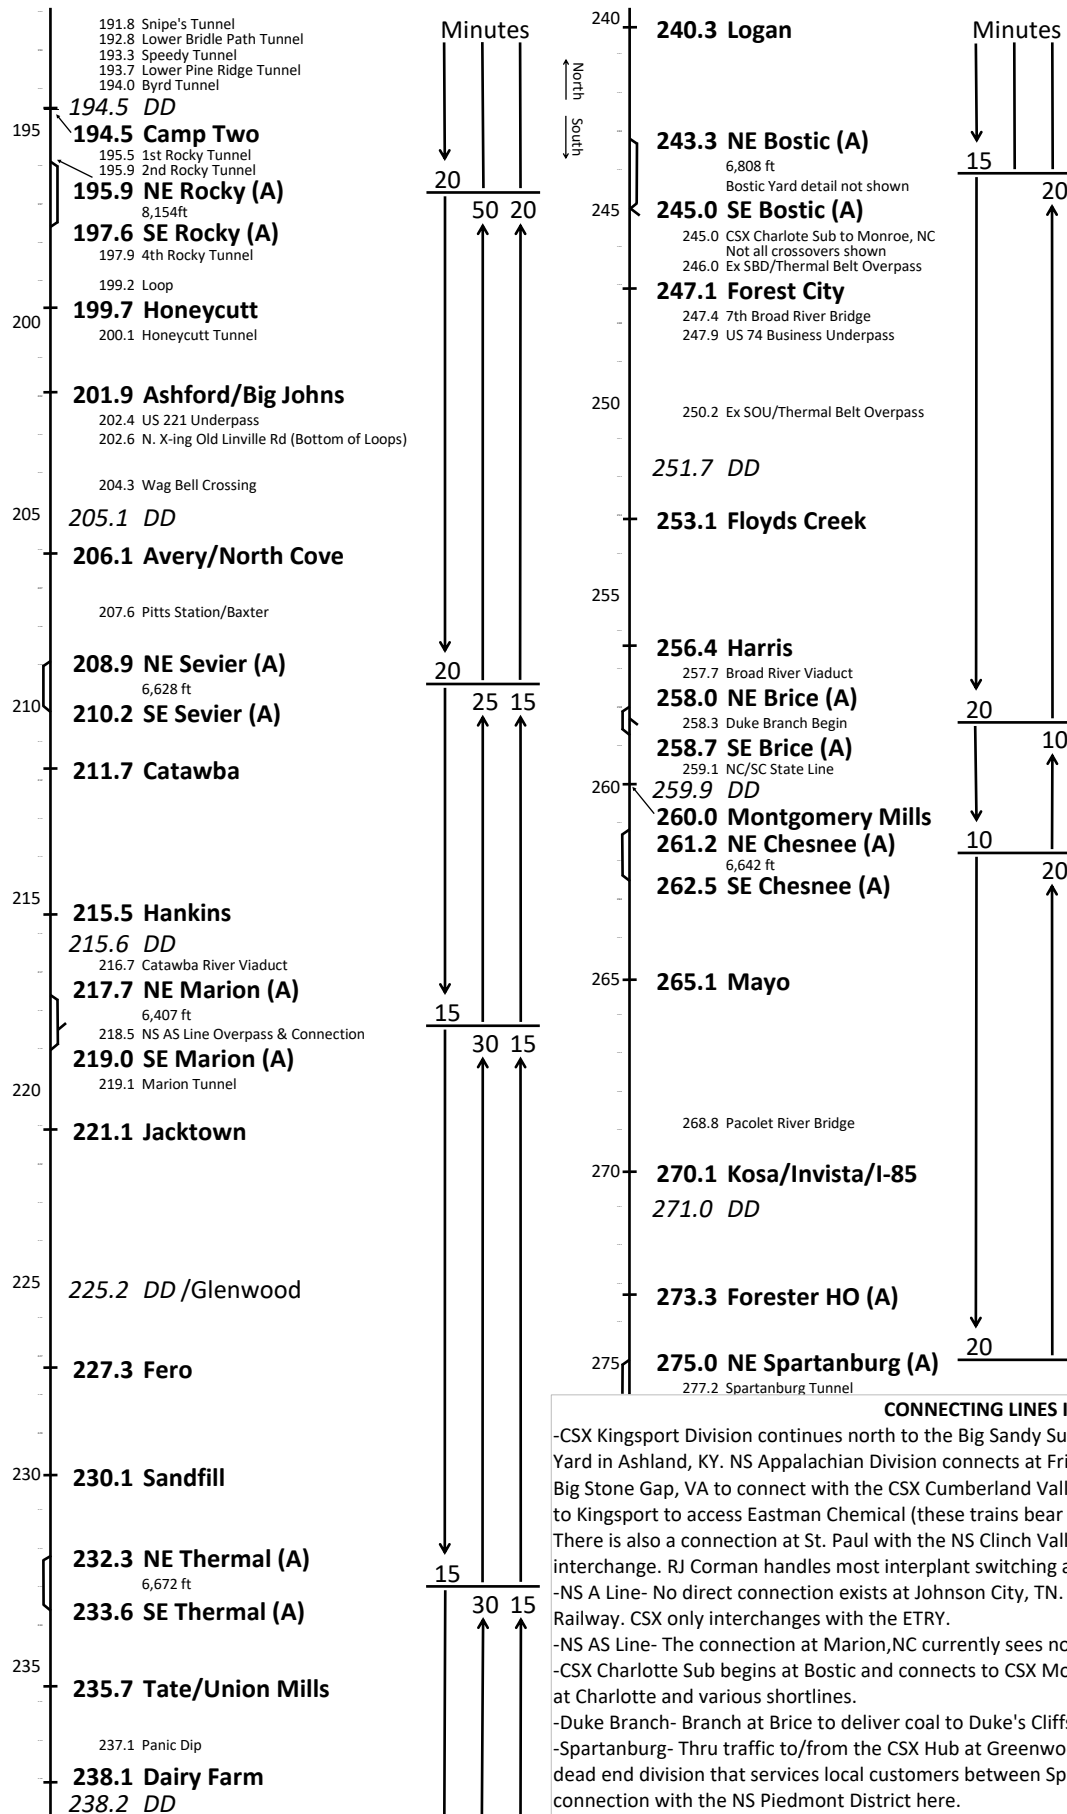 191.8 Snipe's Tunnel
192.8 Lower Bridle Path Tunnel
193.3 Speedy Tunnel
193.7 Lower Pine Ridge Tunnel
194.0 Byrd Tunnel
194.5 DD
195
194.5 Camp Two
195.5 1st Rocky Tunnel
195.9 2nd Rocky Tunnel
195.9 NE Rocky (A)
8,154ft
197.6 SE Rocky (A)
197.9 4th Rocky Tunnel
199.2 Loop
199.7 Honeycutt
200
200.1 Honeycutt Tunnel
201.9 Ashford/Big Johns
202.4 US 221 Underpass
202.6 N. X-ing Old Linville Rd (Bottom of Loops)
204.3 Wag Bell Crossing
205
205.1 DD
206.1 Avery/North Cove
207.6 Pitts Station/Baxter
208.9 NE Sevier (A)
6,628 ft
210
210.2 SE Sevier (A)
211.7 Catawba
215
215.5 Hankins
215.6 DD
216.7 Catawba River Viaduct
217.7 NE Marion (A)
6,407 ft
218.5 NS AS Line Overpass & Connection
219.0 SE Marion (A)
219.1 Marion Tunnel
220
221.1 Jacktown
225
225.2 DD /Glenwood
227.3 Fero
230
230.1 Sandfill
232.3 NE Thermal (A)
6,672 ft
233.6 SE Thermal (A)
235
235.7 Tate/Union Mills
237.1 Panic Dip
238.1 Dairy Farm
238.2 DD
Minutes
20
50 20
20
25 15
15
30 15
15
30 15
240
240.3 Logan
North
South
243.3 NE Bostic (A)
6,808 ft
Bostic Yard detail not shown
245
245.0 SE Bostic (A)
245.0 CSX Charlote Sub to Monroe, NC
Not all crossovers shown
246.0 Ex SBD/Thermal Belt Overpass
247.1 Forest City
247.4 7th Broad River Bridge
247.9 US 74 Business Underpass
250
250.2 Ex SOU/Thermal Belt Overpass
251.7 DD
253.1 Floyds Creek
255
256.4 Harris
257.7 Broad River Viaduct
258.0 NE Brice (A)
258.3 Duke Branch Begin
258.7 SE Brice (A)
259.1 NC/SC State Line
260
259.9 DD
260.0 Montgomery Mills
261.2 NE Chesnee (A)
6,642 ft
262.5 SE Chesnee (A)
265
265.1 Mayo
268.8 Pacolet River Bridge
270
270.1 Kosa/Invista/I-85
271.0 DD
273.3 Forester HO (A)
275
275.0 NE Spartanburg (A)
277.2 Spartanburg Tunnel
Minutes
15
20
20
10
10
20
20
CONNECTING LINES
-CSX Kingsport Division continues north to the Big Sandy
Yard in Ashland, KY. NS Appalachian Division connects at
Big Stone Gap, VA to connect with the CSX Cumberland
to Kingsport to access Eastman Chemical (these trains bear
There is also a connection at St. Paul with the NS Clinch
interchange. RJ Corman handles most interplant switching
-NS A Line- No direct connection exists at Johnson City, TN.
Railway. CSX only interchanges with the ETRY.
-NS AS Line- The connection at Marion,NC currently sees
-CSX Charlotte Sub begins at Bostic and connects to CSX
at Charlotte and various shortlines.
-Duke Branch- Branch at Brice to deliver coal to Duke's
-Spartanburg- Thru traffic to/from the CSX Hub at
dead end division that services local customers between
connection with the NS Piedmont District here.